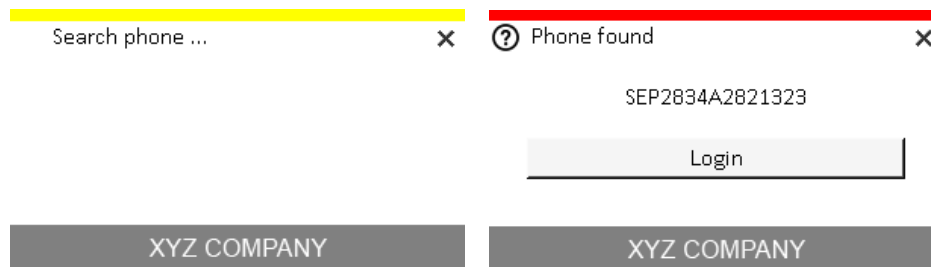 Search phone ...
XYZ COMPANY
Phone found
SEP2834A2821323
Login
XYZ COMPANY